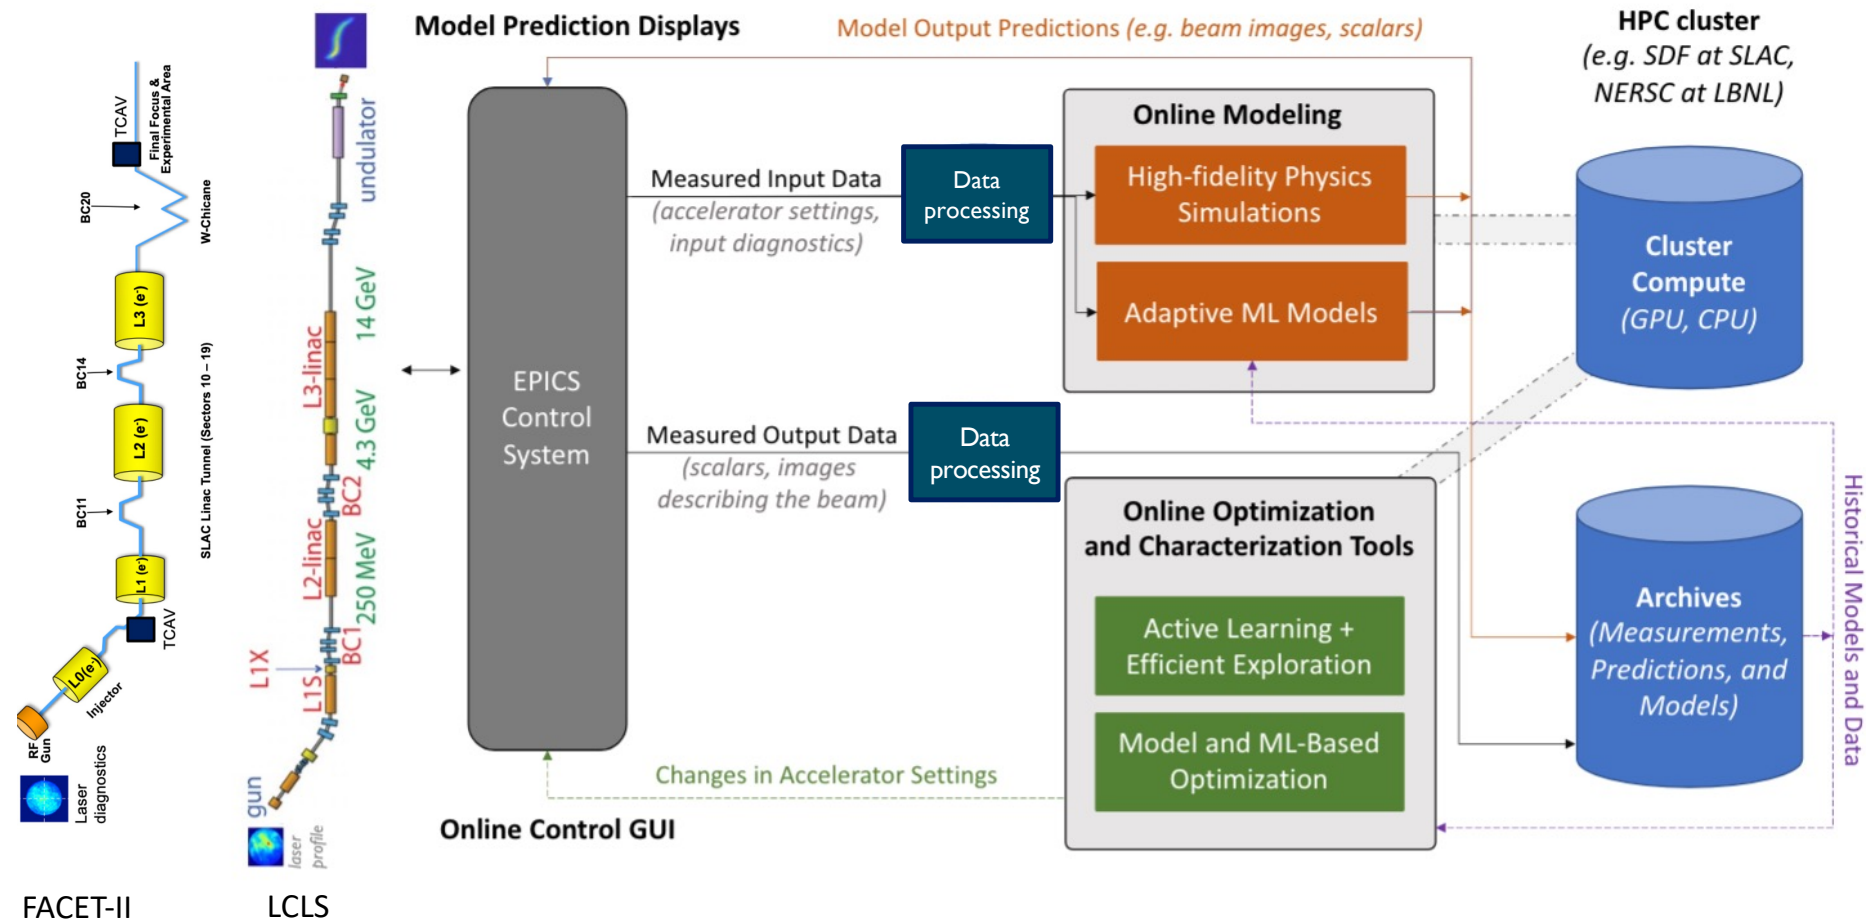 Model Prediction Displays
Model Output Predictions (e.g. beam images, scalars)
HPC cluster
(e.g. SDF at SLAC,
NERSC at LBNL)
TCAV
Final Focus &
Experimental Area
BC20
W-Chicane
L3 (e-)
BC14
L2 (e-)
BC11
SLAC Linac Tunnel (Sectors 10 – 19)
L1 (e-)
TCAV
L0(e-)
Injector
RF
Gun
Laser
diagnostics
FACET-II
undulator
14 GeV
L3-linac
4.3 GeV
BC2
L2-linac
250 MeV
BC1
L1X
L1S
gun
laser
profile
LCLS
EPICS
Control
System
Measured Input Data
(accelerator settings,
input diagnostics)
Data
processing
Online Modeling
High-fidelity Physics
Simulations
Adaptive ML Models
Cluster
Compute
(GPU, CPU)
Measured Output Data
(scalars, images
describing the beam)
Data
processing
Online Optimization
and Characterization Tools
Active Learning +
Efficient Exploration
Model and ML-Based
Optimization
Archives
(Measurements,
Predictions, and
Models)
Historical Models and Data
Changes in Accelerator Settings
Online Control GUI